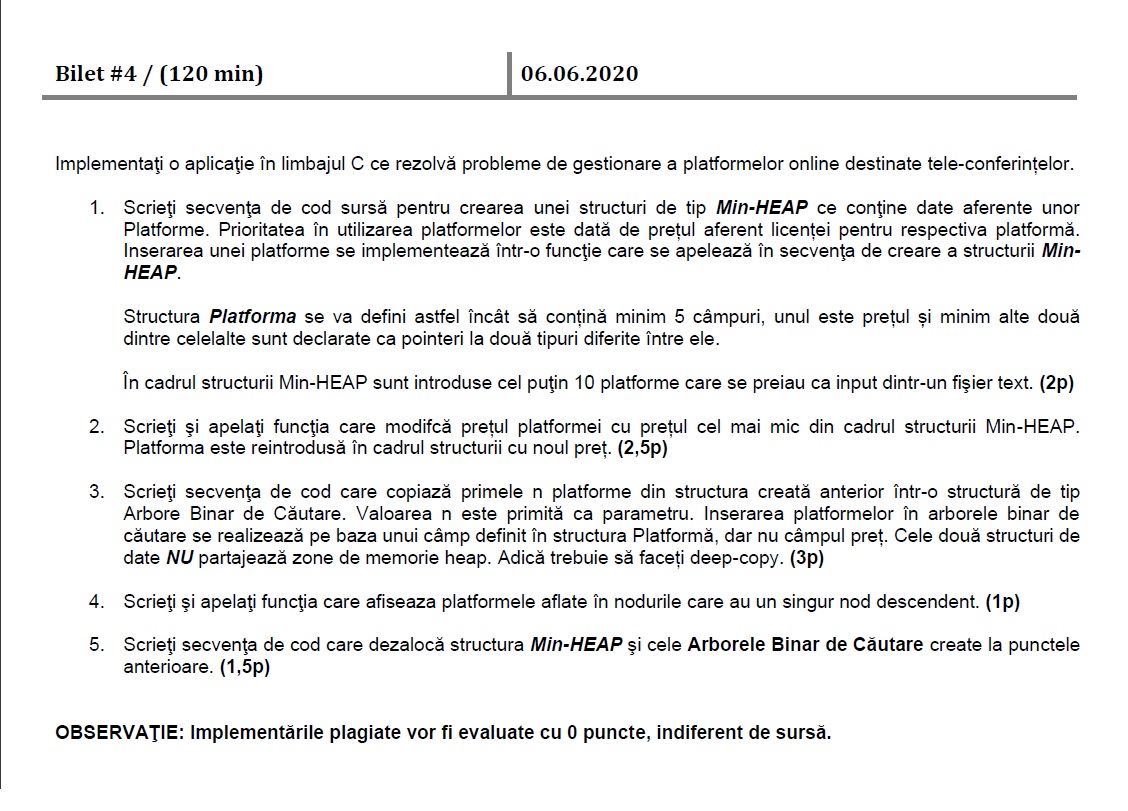 Bilet #4 / (120 min)
06.06.2020
Implementaţi o aplicaţie în limbajul C ce rezolvă probleme de gestionare a platformelor online destinate tele-conferințelor.
1. Scrieţi secvenţa de cod sursă pentru crearea unei structuri de tip Min-HEAP ce conţine date aferente unor
Platforme. Prioritatea în utilizarea platformelor este dată de prețul aferent licenței pentru respectiva platformă.
Inserarea unei platforme se implementează într-o funcţie care se apelează în secvenţa de creare a structurii Min-
HEAP.
Structura Platforma se va defini astfel încât să conțină minim 5 câmpuri, unul este prețul și minim alte două
dintre celelalte sunt declarate ca pointeri la două tipuri diferite între ele.
În cadrul structurii Min-HEAP sunt introduse cel puţin 10 platforme care se preiau ca input dintr-un fişier text. (2p)
2. Scrieţi şi apelaţi funcţia care modifcă prețul platformei cu prețul cel mai mic din cadrul structurii Min-HEAP.
Platforma este reintrodusă în cadrul structurii cu noul preț. (2,5p)
3. Scrieţi secvenţa de cod care copiază primele n platforme din structura creată anterior într-o structură de tip
Arbore Binar de Căutare. Valoarea n este primită ca parametru. Inserarea platformelor în arborele binar de
căutare se realizează pe baza unui câmp definit în structura Platformă, dar nu câmpul preț. Cele două structuri de
date NU partajează zone de memorie heap. Adică trebuie să faceți deep-copy. (3p)
4. Scrieţi şi apelaţi funcţia care afiseaza platformele aflate în nodurile care au un singur nod descendent. (1p)
5. Scrieţi secvenţa de cod care dezalocă structura Min-HEAP şi cele Arborele Binar de Căutare create la punctele
anterioare. (1,5p)
OBSERVAŢIE: Implementările plagiate vor fi evaluate cu 0 puncte, indiferent de sursă.